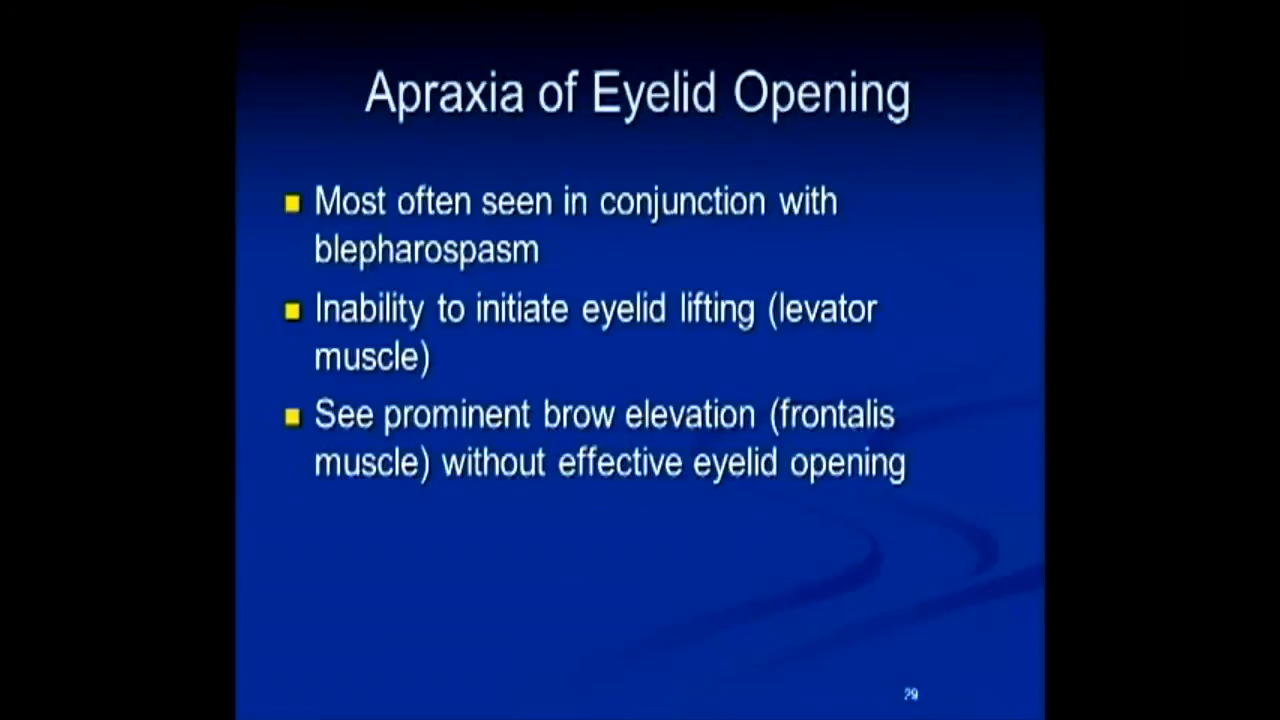 Apraxia of Eyelid Opening
Most often seen in conjunction with
blepharospasm
Inability to initiate eyelid lifting (levator
muscle)
See prominent brow elevation (frontalis
muscle) without effective eyelid opening
29